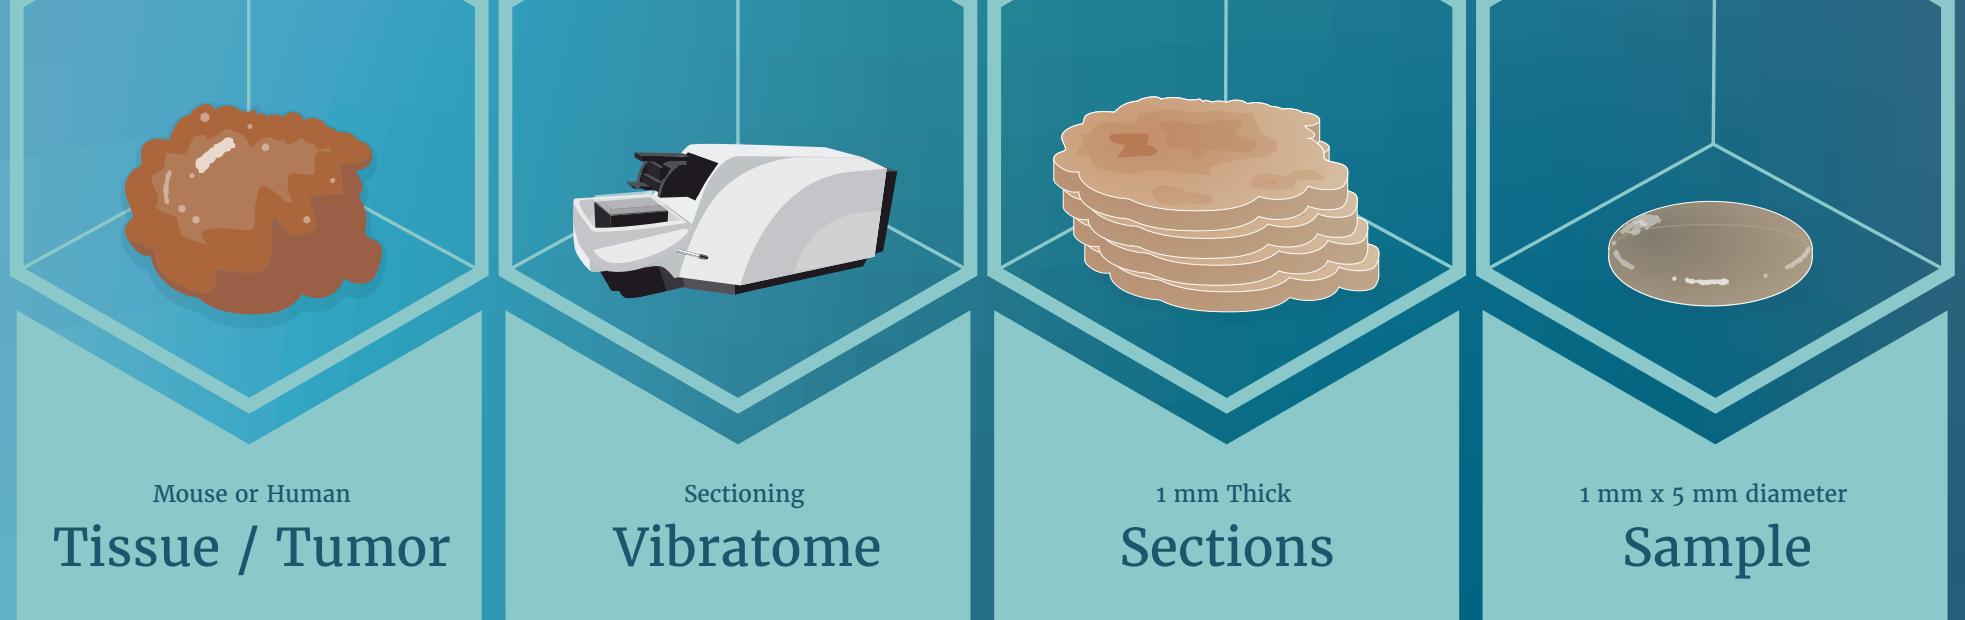 Mouse or Human
Tissue / Tumor
Sectioning
Vibratome
1 mm Thick
Sections
1 mm x 5 mm diameter
Sample